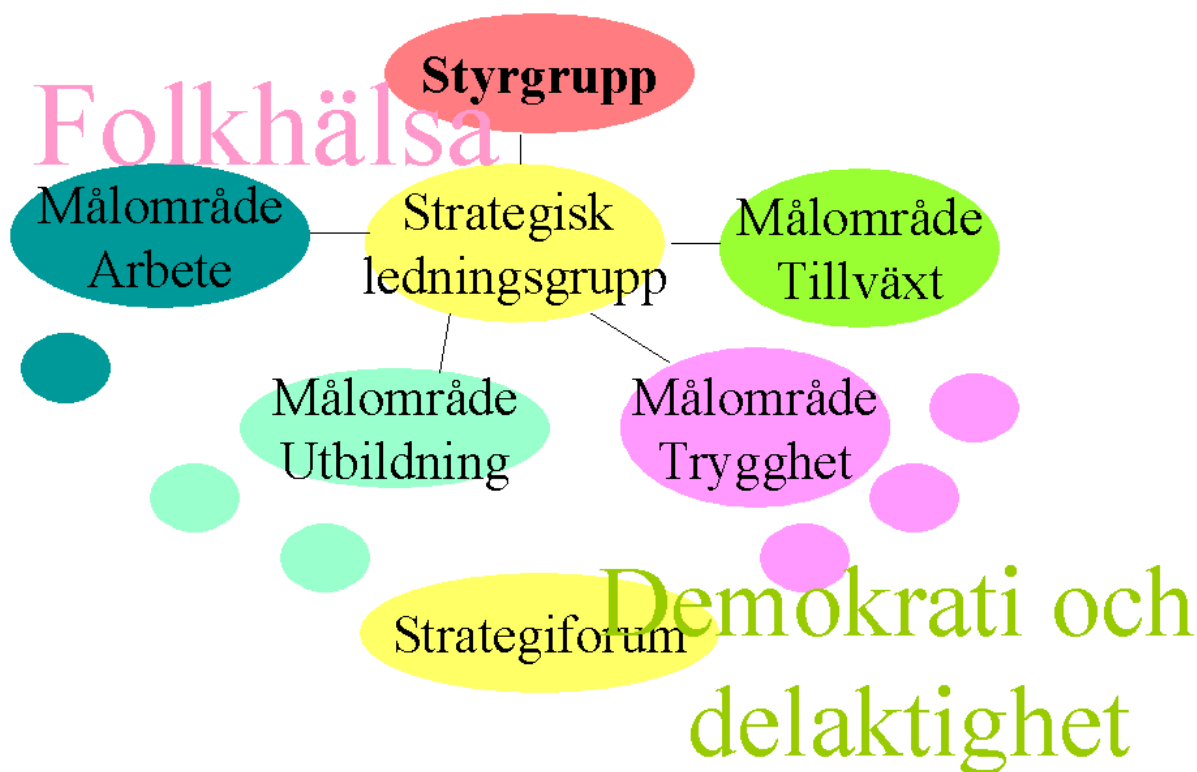 Styrgrupp
Folkhälsa
Målområde
Arbete
Strategisk
ledningsgrupp
Målområde
Tillväxt
Målområde
Utbildning
Målområde
Trygghet
Strategiforum
Demokrati och
delaktighet